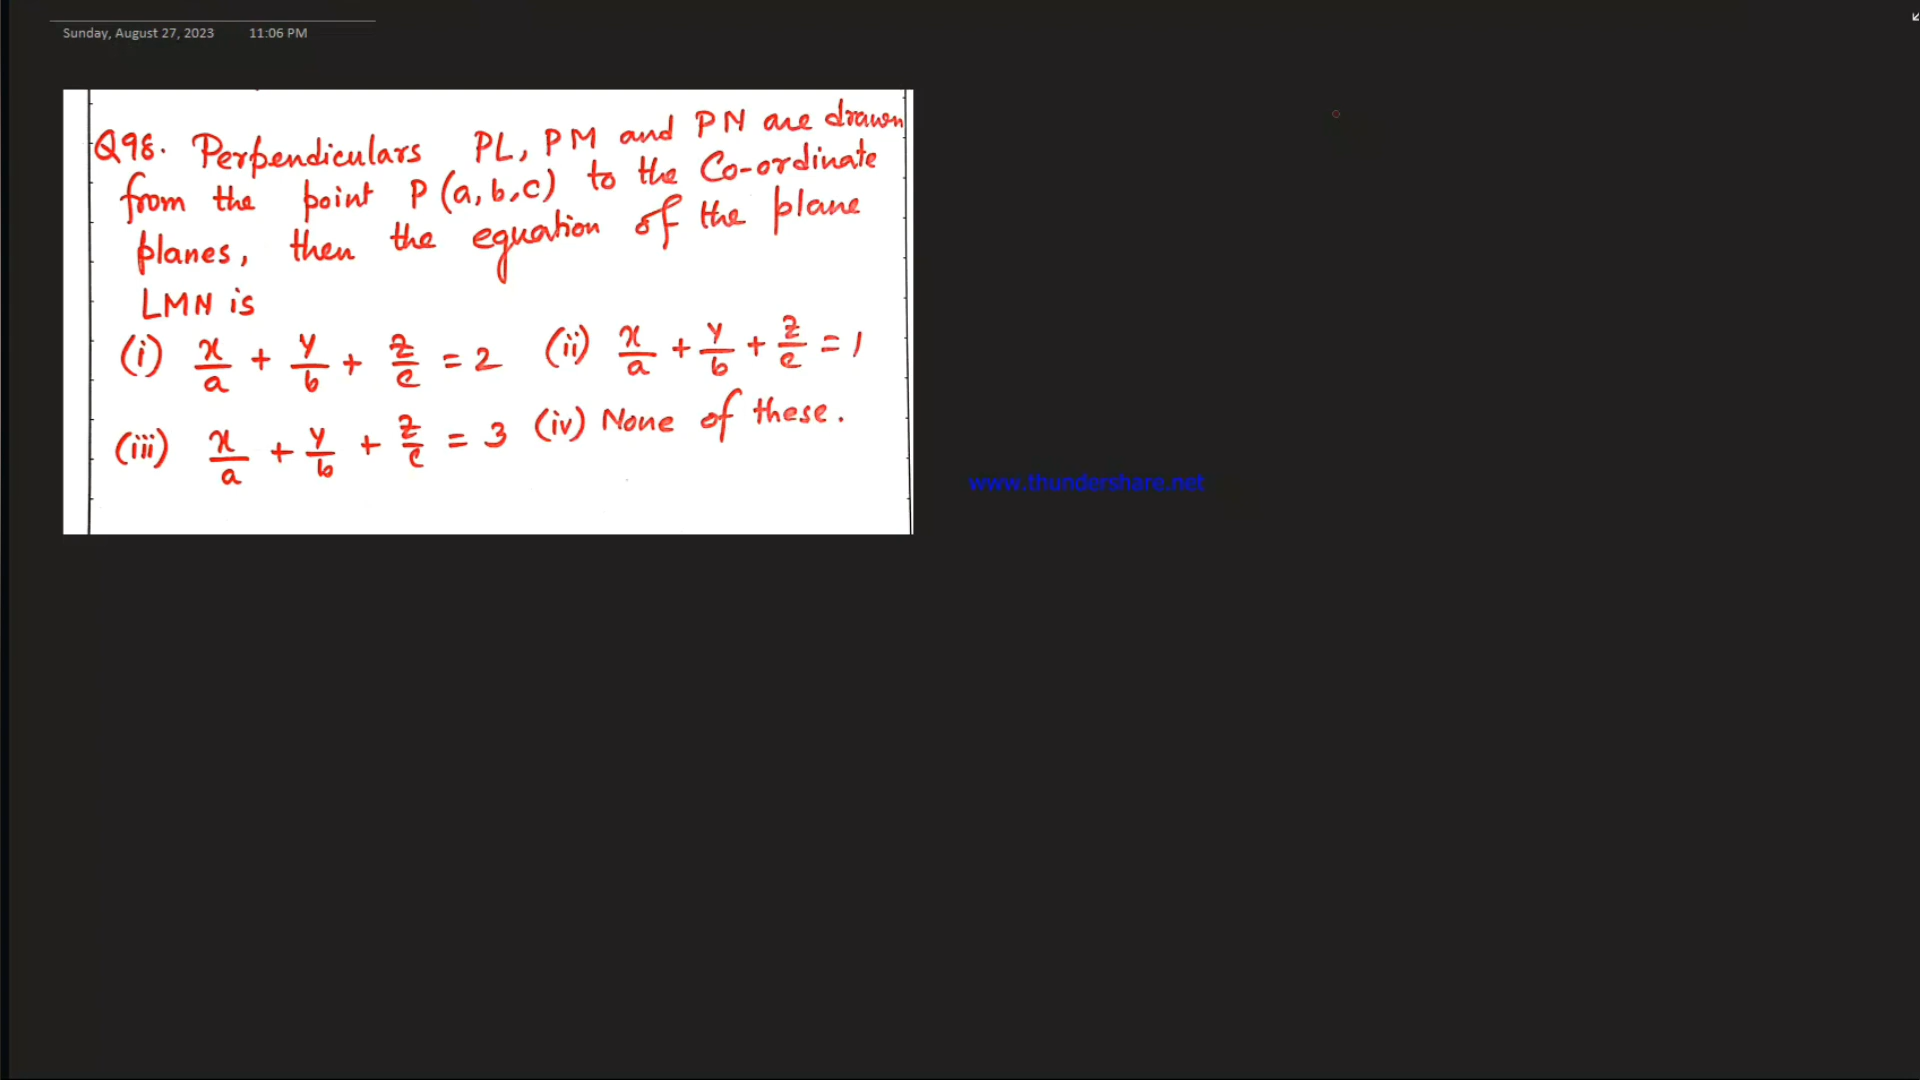 Sunday, August 27, 2023 11:06 PM
Q98. Perpendiculars PL, PM and PN are drawn
from the point P (a, b, c) to the Co-ordinate
planes, then the equation of the plane
LMN is
(i) x/a + y/b + z/c = 2 (ii) x/a + y/b + z/c = 1
(iii) x/a + y/b + z/c = 3 (iv) None of these.
www.thundershare.net